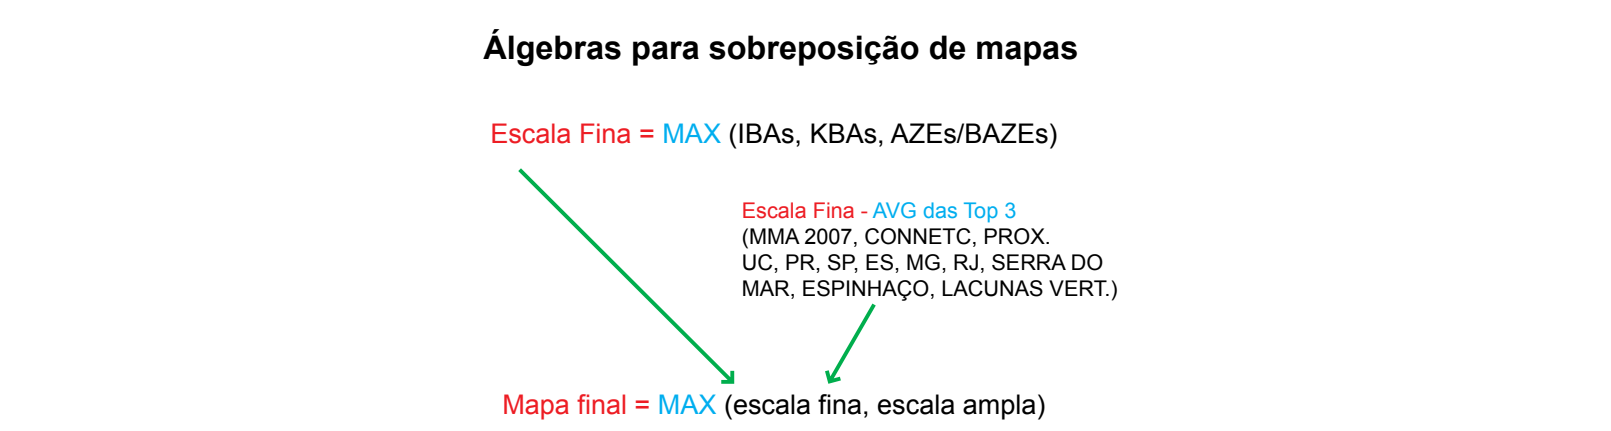 Álgebras para sobreposição de mapas
Escala Fina = MAX (IBAs, KBAs, AZEs/BAZEs)
Escala Fina - AVG das Top 3
(MMA 2007, CONNETC, PROX.
UC, PR, SP, ES, MG, RJ, SERRA DO
MAR, ESPINHAÇO, LACUNAS VERT.)
Mapa final = MAX (escala fina, escala ampla)